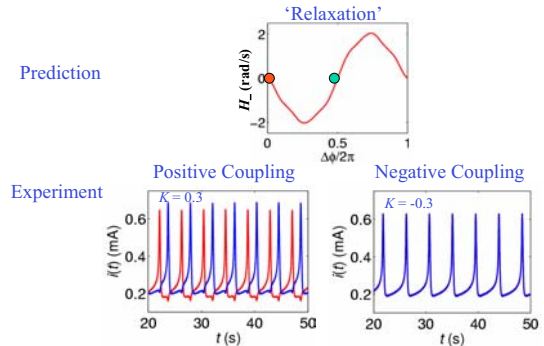 ‘Relaxation’
Prediction
H_ (rad/s)
2
0
-2
0
0.5
1
Δϕ/2π
Positive Coupling
Negative Coupling
Experiment
K = 0.3
i(t) (mA)
0.6
0.4
0.2
20
30
40
50
t (s)
K = -0.3
i(t) (mA)
0.6
0.4
0.2
20
30
40
50
t (s)